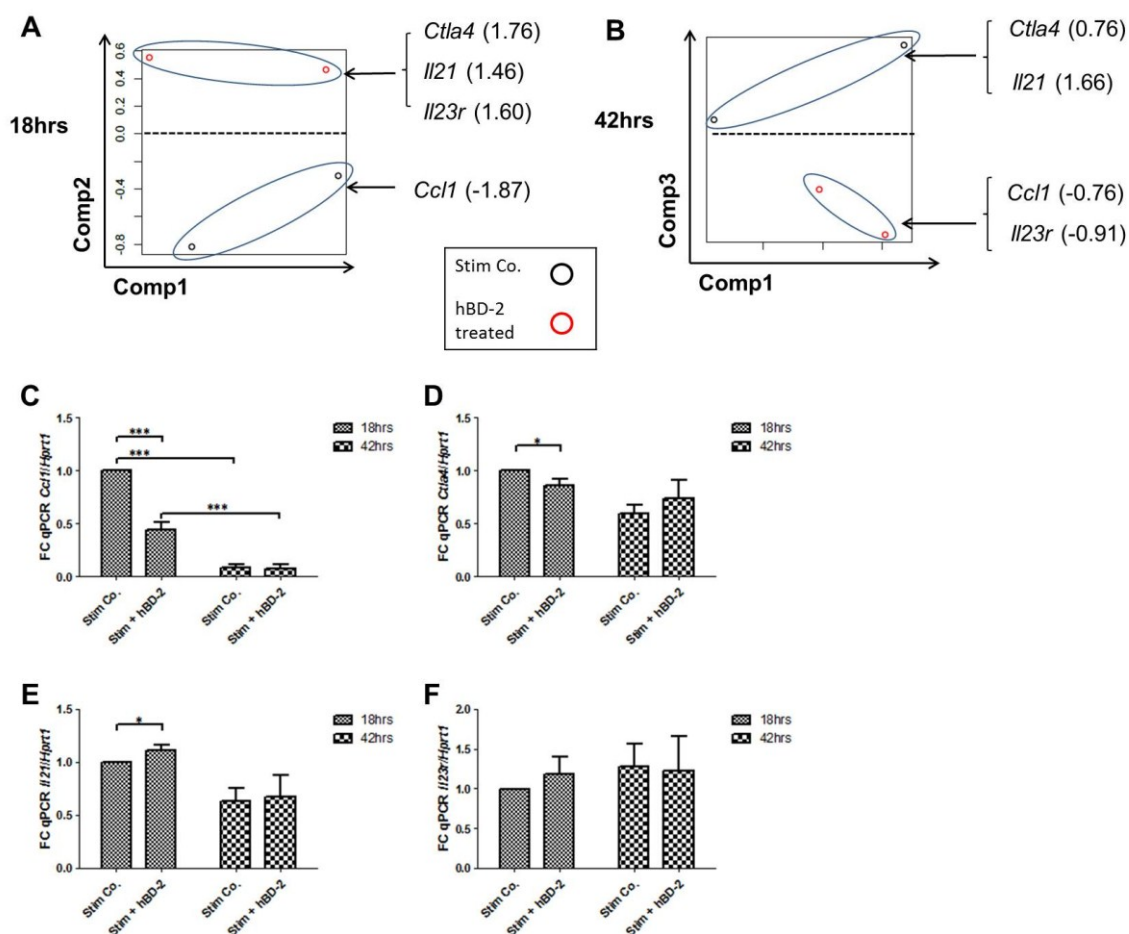 A
18hrs
Comp2
0.6
0.4
0.2
0.0
-0.4
-0.8
Comp1
Ctla4 (1.76)
Il21 (1.46)
Il23r (1.60)
Ccl1 (-1.87)
B
42hrs
Comp3
Comp1
Ctla4 (0.76)
Il21 (1.66)
Ccl1 (-0.76)
Il23r (-0.91)
Stim Co.
hBD-2
treated
C
FC qPCR Ccl1/Hprt1
1.5
1.0
0.5
0.0
***
***
***
Stim Co.
Stim + hBD-2
Stim Co.
Stim + hBD-2
18hrs
42hrs
D
FC qPCR Ctla4/Hprt1
1.5
1.0
0.5
0.0
*
Stim Co.
Stim + hBD-2
Stim Co.
Stim + hBD-2
18hrs
42hrs
E
FC qPCR Il21/Hprt1
1.5
1.0
0.5
0.0
*
Stim Co.
Stim + hBD-2
Stim Co.
Stim + hBD-2
18hrs
42hrs
F
FC qPCR Il23r/Hprt1
2.0
1.5
1.0
0.5
0.0
Stim Co.
Stim + hBD-2
Stim Co.
Stim + hBD-2
18hrs
42hrs